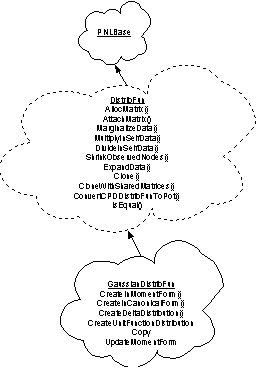 PNLBase
DistribFun
AllocMatrix()
AttachMatrix()
MarginalizeData()
MultiplyInSelfData()
DivideInSelfData()
ShrinkObservedNodes()
ExpandData()
Clone()
CloneWithSharedMatrices()
ConvertCPDDistribFunToPot()
IsEqual()
GaussianDistribFun
CreateInMomentForm()
CreateInCanonicalForm()
CreateDeltaDistribution()
CreateUnitFunctionDistribution
Copy
UpdateMomentForm